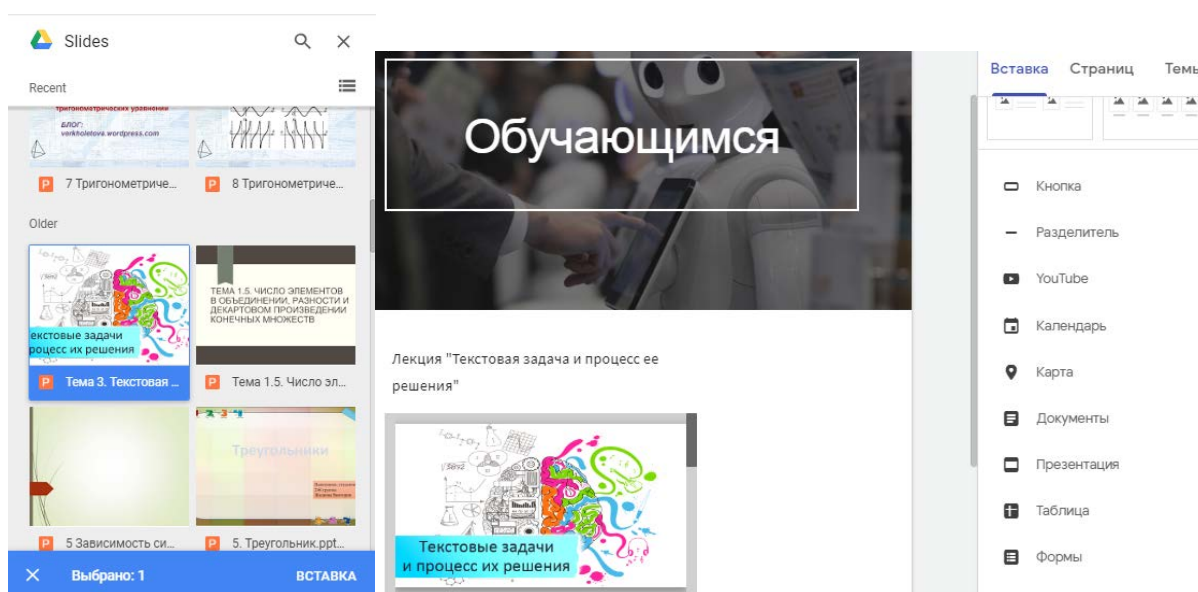 Slides
Recent
тригонометрических уравнений
БЛОГ:
verkholetova.wordpress.com
7 Тригонометриче...
8 Тригонометриче...
Older
екстовые задачи
роцесс их решения
ТЕМА 1.5. ЧИСЛО ЭЛЕМЕНТОВ
В ОБЪЕДИНЕНИИ, РАЗНОСТИ И
ДЕКАРТОВОМ ПРОИЗВЕДЕНИИ
КОНЕЧНЫХ МНОЖЕСТВ
Тема 3. Текстовая ...
Тема 1.5. Число эл...
Треугольники
5 Зависимость си...
5. Треугольник.ppt...
Выбрано: 1
ВСТАВКА
Обучающимся
Лекция "Текстовая задача и процесс ее
решения"
Текстовые задачи
и процесс их решения
Вставка Страниц Темы
Кнопка
Разделитель
YouTube
Календарь
Карта
Документы
Презентация
Таблица
Формы